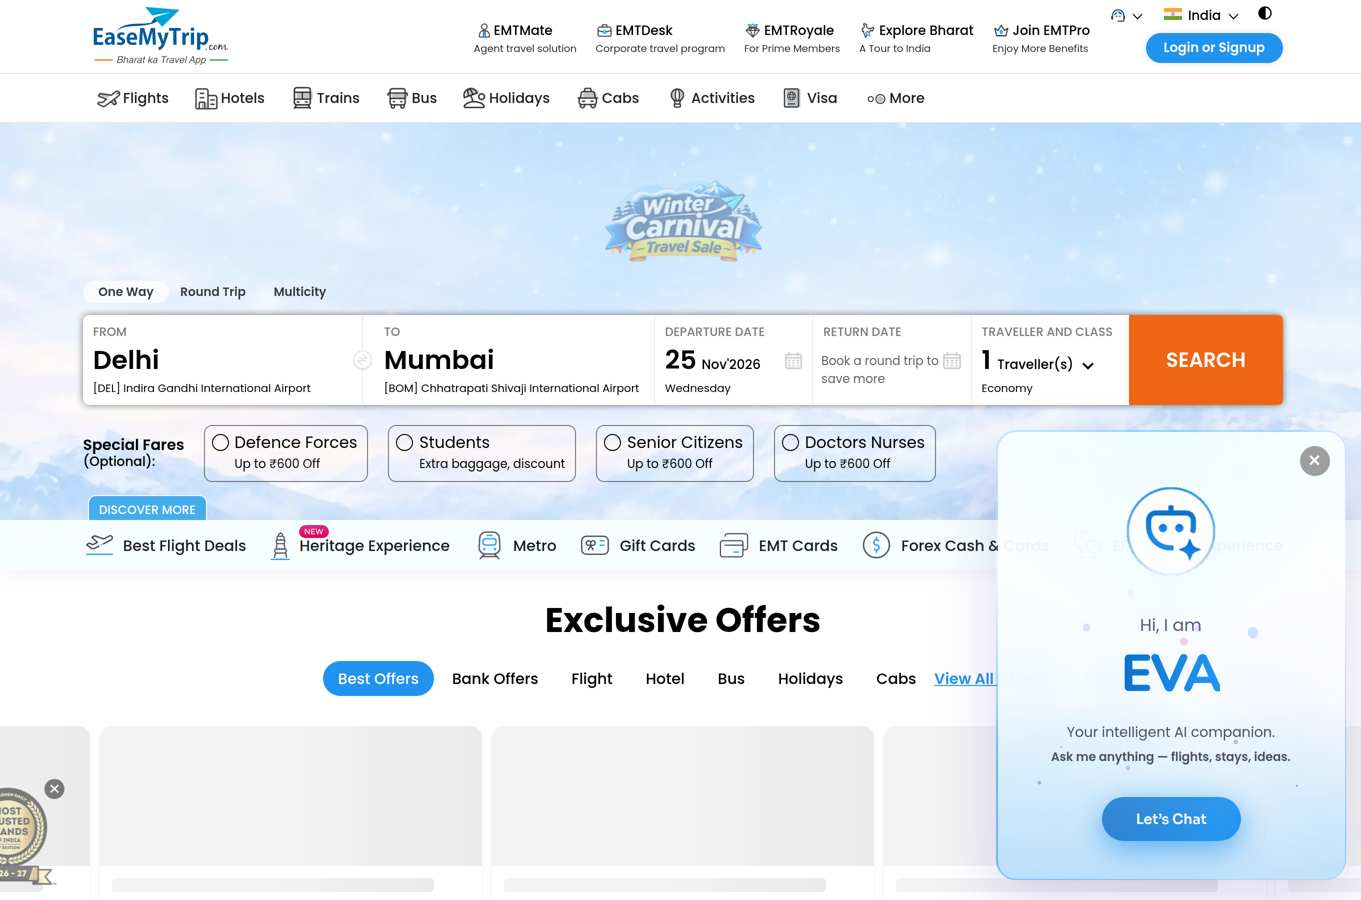 EaseMyTrip.com
Bharat ka Travel App
EMTMate
Agent travel solution
EMTDesk
Corporate travel program
EMTRoyale
For Prime Members
Explore Bharat
A Tour to India
Join EMTPro
Enjoy More Benefits
India
Login or Signup
Flights
Hotels
Trains
Bus
Holidays
Cabs
Activities
Visa
More
Winter
Carnival
Travel Sale
One Way
Round Trip
Multicity
FROM
Delhi
[DEL] Indira Gandhi International Airport
TO
Mumbai
[BOM] Chhatrapati Shivaji International Airport
DEPARTURE DATE
25 Nov'2026
Wednesday
RETURN DATE
Book a round trip to
save more
TRAVELLER AND CLASS
1 Traveller(s)
Economy
SEARCH
Special Fares
(Optional):
Defence Forces
Up to ₹600 Off
Students
Extra baggage, discount
Senior Citizens
Up to ₹600 Off
Doctors Nurses
Up to ₹600 Off
DISCOVER MORE
Best Flight Deals
NEW
Heritage Experience
Metro
Gift Cards
EMT Cards
Forex Cash & Cards
Exclusive Offers
Best Offers
Bank Offers
Flight
Hotel
Bus
Holidays
Cabs
View All
Hi, I am
EVA
Your intelligent AI companion.
Ask me anything — flights, stays, ideas.
Let's Chat